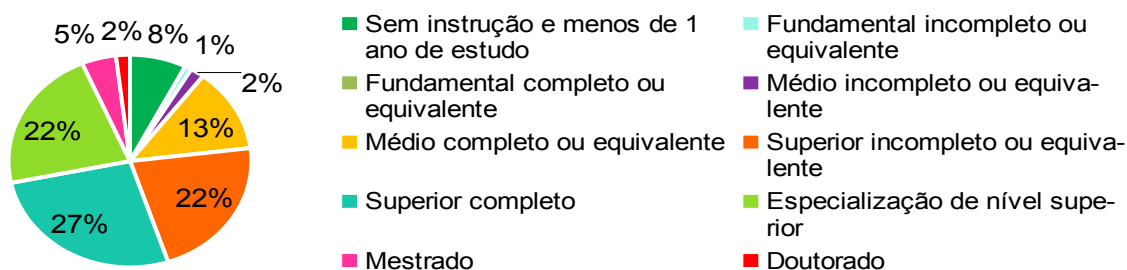 5% 2% 8% 1%
2%
13%
22%
27%
22%
Sem instrução e menos de 1
ano de estudo
Fundamental incompleto ou
equivalente
Fundamental completo ou
equivalente
Médio incompleto ou equiva-
lente
Médio completo ou equivalente
Superior incompleto ou equiva-
lente
Superior completo
Especialização de nível supe-
rior
Mestrado
Doutorado